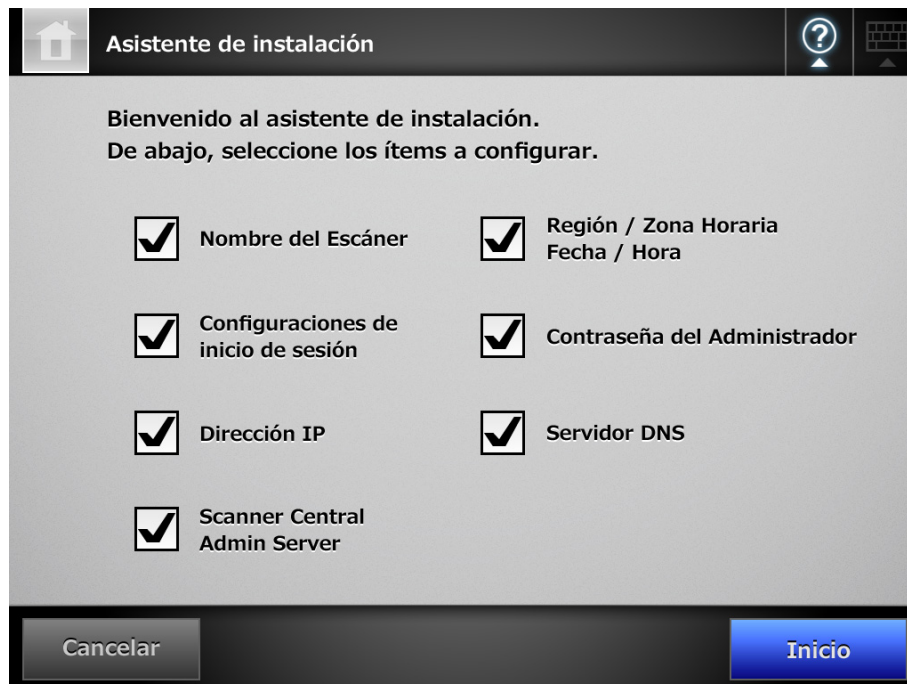 Asistente de instalación
?
Bienvenido al asistente de instalación.
De abajo, seleccione los ítems a configurar.
Nombre del Escáner
Región / Zona Horaria
Fecha / Hora
Configuraciones de
inicio de sesión
Contraseña del Administrador
Dirección IP
Servidor DNS
Scanner Central
Admin Server
Cancelar
Inicio